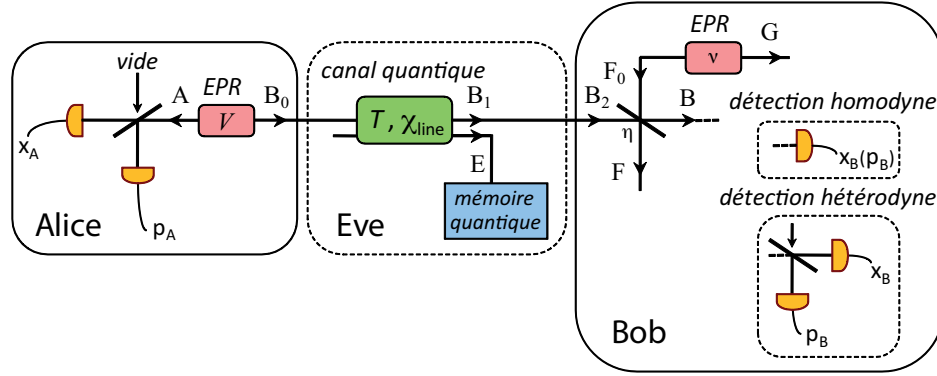 vide
A
EPR
V
B₀
x_A
p_A
Alice
canal quantique
T, χ_line
B₁
E
mémoire
quantique
Eve
EPR
ν
G
F₀
B₂
B
η
F
détection homodyne
x_B(p_B)
détection hétérodyne
x_B
p_B
Bob